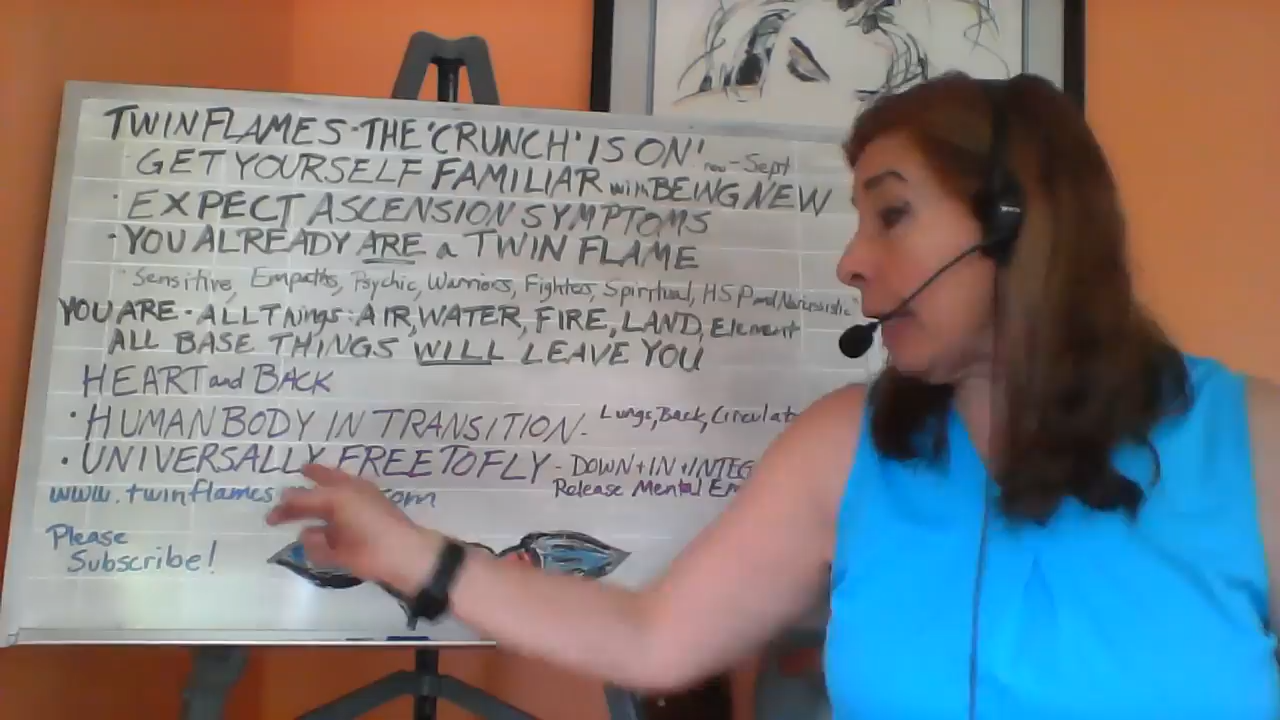 TWIN FLAMES · THE 'CRUNCH' IS ON!
now - Sept
· GET YOURSELF FAMILIAR with BEING NEW
· EXPECT ASCENSION SYMPTOMS
· YOU ALREADY ARE a TWIN FLAME
"Sensitive, Empaths, Psychic, Warriors, Fighters, Spiritual, HSP and Narcissistic"
YOU ARE - ALL Things: AIR, WATER, FIRE, LAND, Element
ALL BASE THINGS WILL LEAVE YOU
HEART and BACK
· HUMAN BODY IN TRANSITION - Lungs, Back, Circulat
· UNIVERSALLY FREE TO FLY - DOWN + IN + INTEG
Release Mental Em
www.twinflames com
Please
Subscribe!